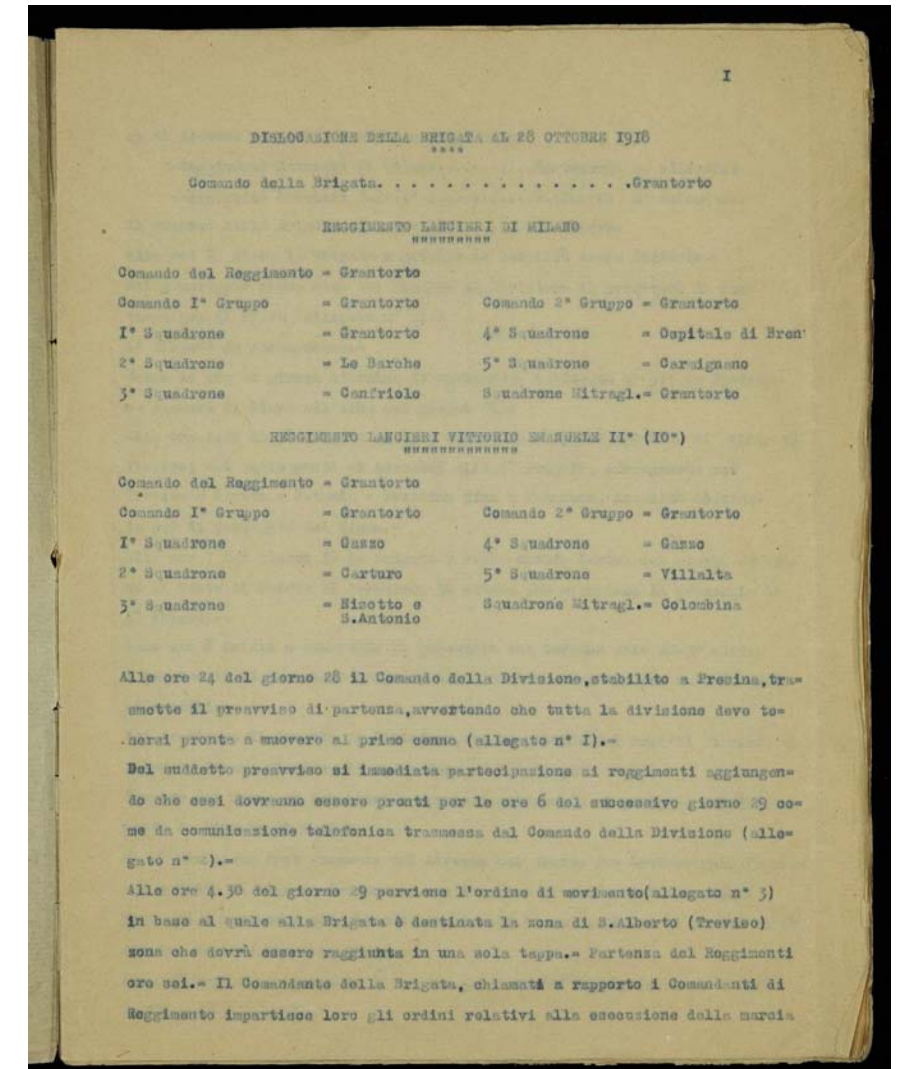 I
DISLOCAZIONE DELLA BRIGATA AL 28 OTTOBRE 1918
""""
Comando della Brigata. . . . . . . . . . . . . . . .Grantorto
REGGIMENTO LANCIERI DI MILANO
"""""""""
Comando del Reggimento = Grantorto
Comando I° Gruppo = Grantorto Comando 2° Gruppo = Grantorto
I° Squadrone = Grantorto 4° Squadrone = Ospitale di Bren
2° Squadrone = Le Barche 5° Squadrone = Carmignano
3° Squadrone = Canfriolo Squadrone Mitragl.= Grantorto
REGGIMENTO LANCIERI VITTORIO EMANUELE II° (IO°)
"""""""""""""
Comando del Reggimento = Grantorto
Comando I° Gruppo = Grantorto Comando 2° Gruppo = Grantorto
I° Squadrone = Gazzo 4° Squadrone = Gazzo
2° Squadrone = Carturo 5° Squadrone = Villalta
3° Squadrone = Nizotto e Squadrone Mitragl.= Colombina
S.Antonio
Alle ore 24 del giorno 28 il Comando della Divisione,stabilito a Presina,tra=
smette il preavviso di partenza,avvertendo che tutta la divisione deve te=
nersi pronta a muovere al primo cenno (allegato n° I).=
Del suddetto preavviso si immediata partecipazione ai reggimenti aggiungen=
do che essi dovranno essere pronti per le ore 6 del successivo giorno 29 co=
me da comunicazione telefonica trasmessa dal Comando della Divisione (alle=
gato n° 2).=
Alle ore 4.30 del giorno 29 perviene l'ordine di movimento(allegato n° 3)
in base al quale alla Brigata è destinata la zona di S.Alberto (Treviso)
zona che dovrà essere raggiunta in una sola tappa.= Partenza dei Reggimenti
ore sei.= Il Comandante della Brigata, chiamati a rapporto i Comandanti di
Reggimento impartisce loro gli ordini relativi alla esecuzione della marcia